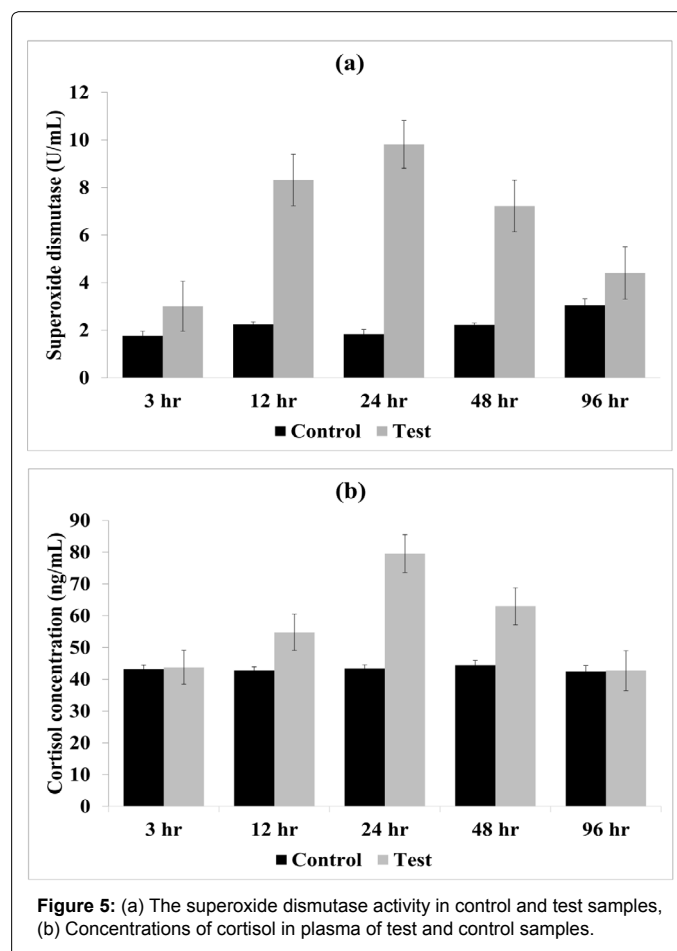 (a)
Superoxide dismutase (U/mL)
12
10
8
6
4
2
0
3 hr 12 hr 24 hr 48 hr 96 hr
Control Test
(b)
Cortisol concentration (ng/mL)
90
80
70
60
50
40
30
20
10
0
3 hr 12 hr 24 hr 48 hr 96 hr
Control Test
Figure 5: (a) The superoxide dismutase activity in control and test samples,
(b) Concentrations of cortisol in plasma of test and control samples.